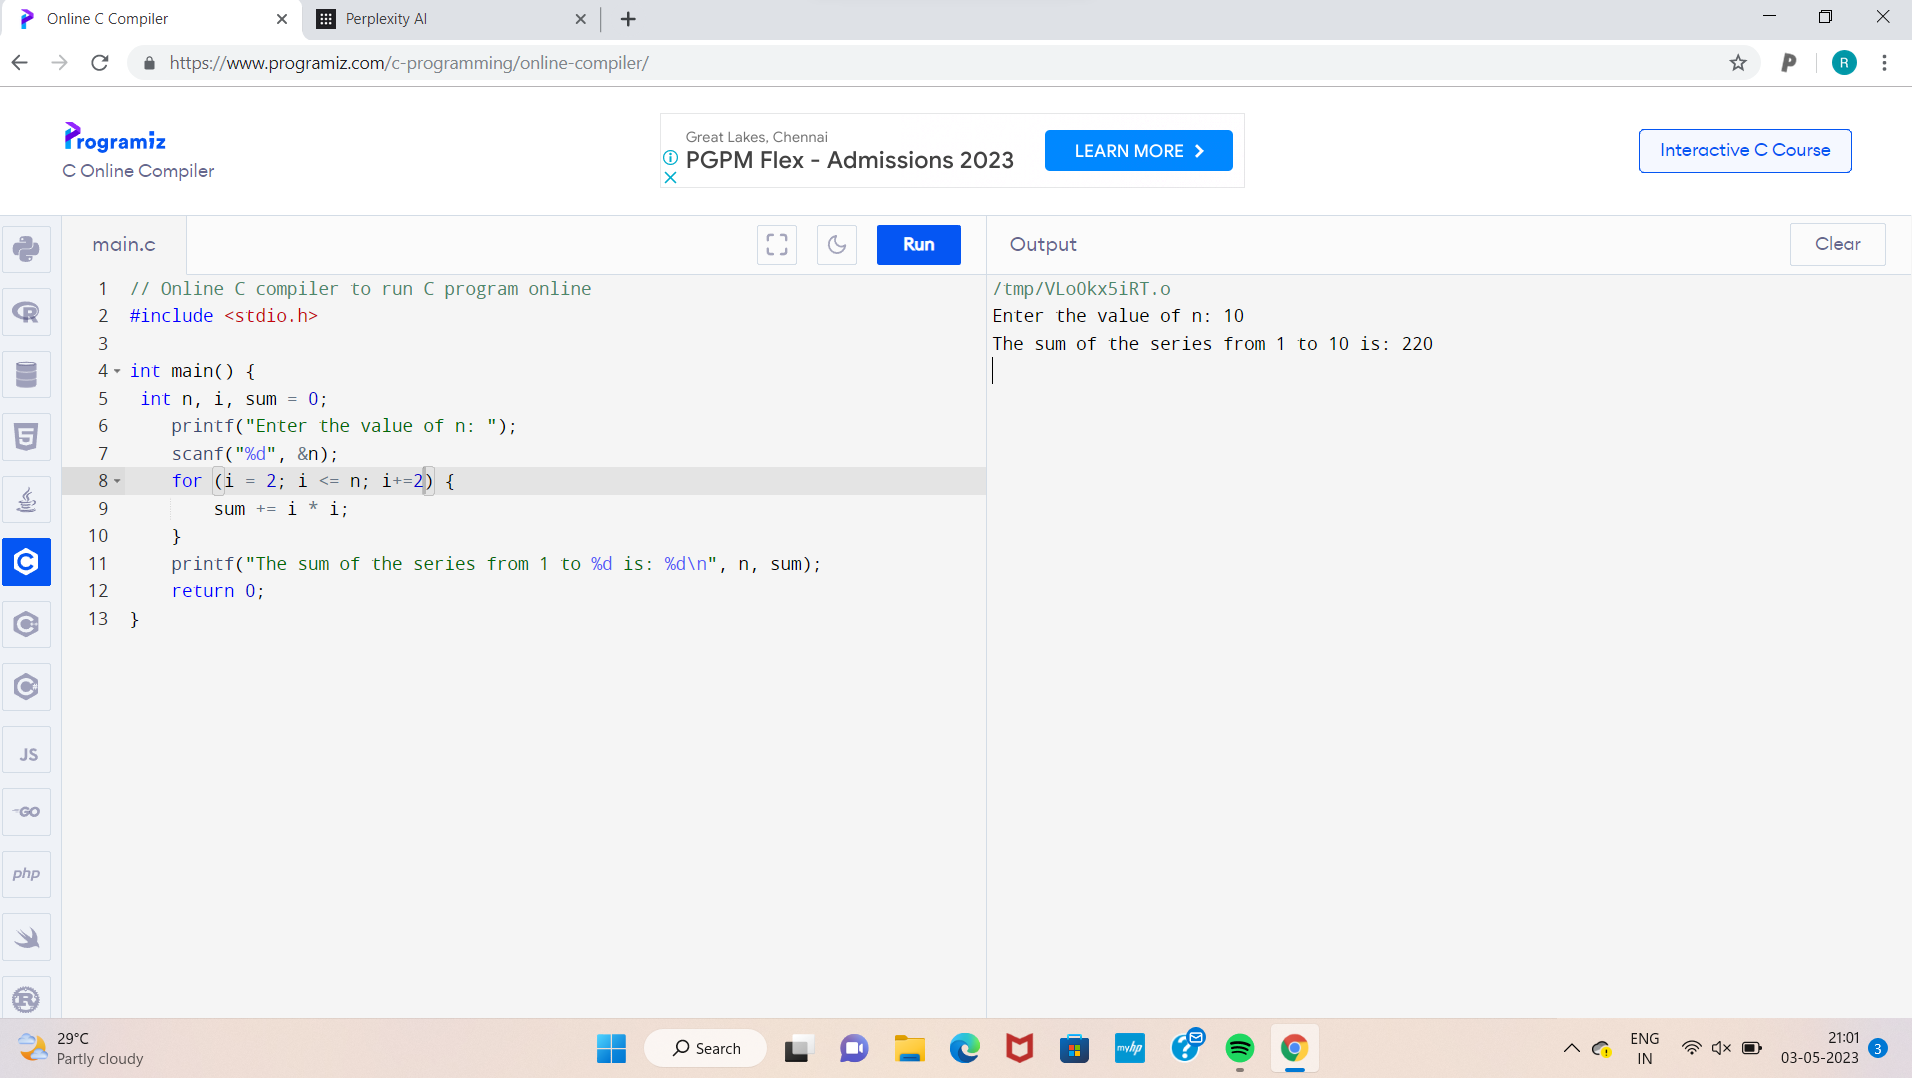 Online C Compiler
Perplexity AI
https://www.programiz.com/c-programming/online-compiler/
R
Programiz
C Online Compiler
Great Lakes, Chennai
PGPM Flex - Admissions 2023
LEARN MORE
Interactive C Course
main.c
Run
Output
Clear
1 // Online C compiler to run C program online
2 #include <stdio.h>
3
4 int main() {
5 int n, i, sum = 0;
6 printf("Enter the value of n: ");
7 scanf("%d", &n);
8 for (i = 2; i <= n; i+=2) {
9 sum += i * i;
10 }
11 printf("The sum of the series from 1 to %d is: %d\n", n, sum);
12 return 0;
13 }
/tmp/VLoOkx5iRT.o
Enter the value of n: 10
The sum of the series from 1 to 10 is: 220
R
5
C
C
C#
JS
GO
php
R
29°C
Partly cloudy
Search
myhp
ENG
IN
21:01
03-05-2023
3